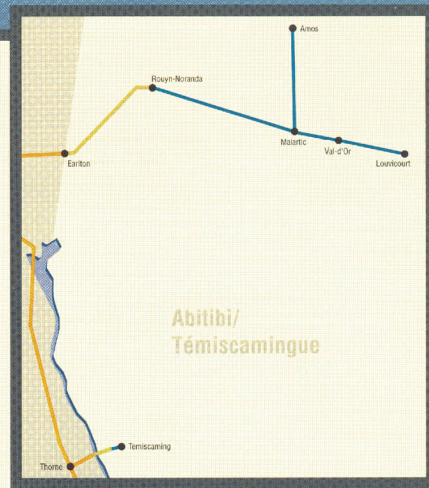 Amos
Rouyn-Noranda
Malartic
Val-d'Or
Louvicourt
Earlton
Abitibi/
Témiscamingue
Temiscaming
Thorne